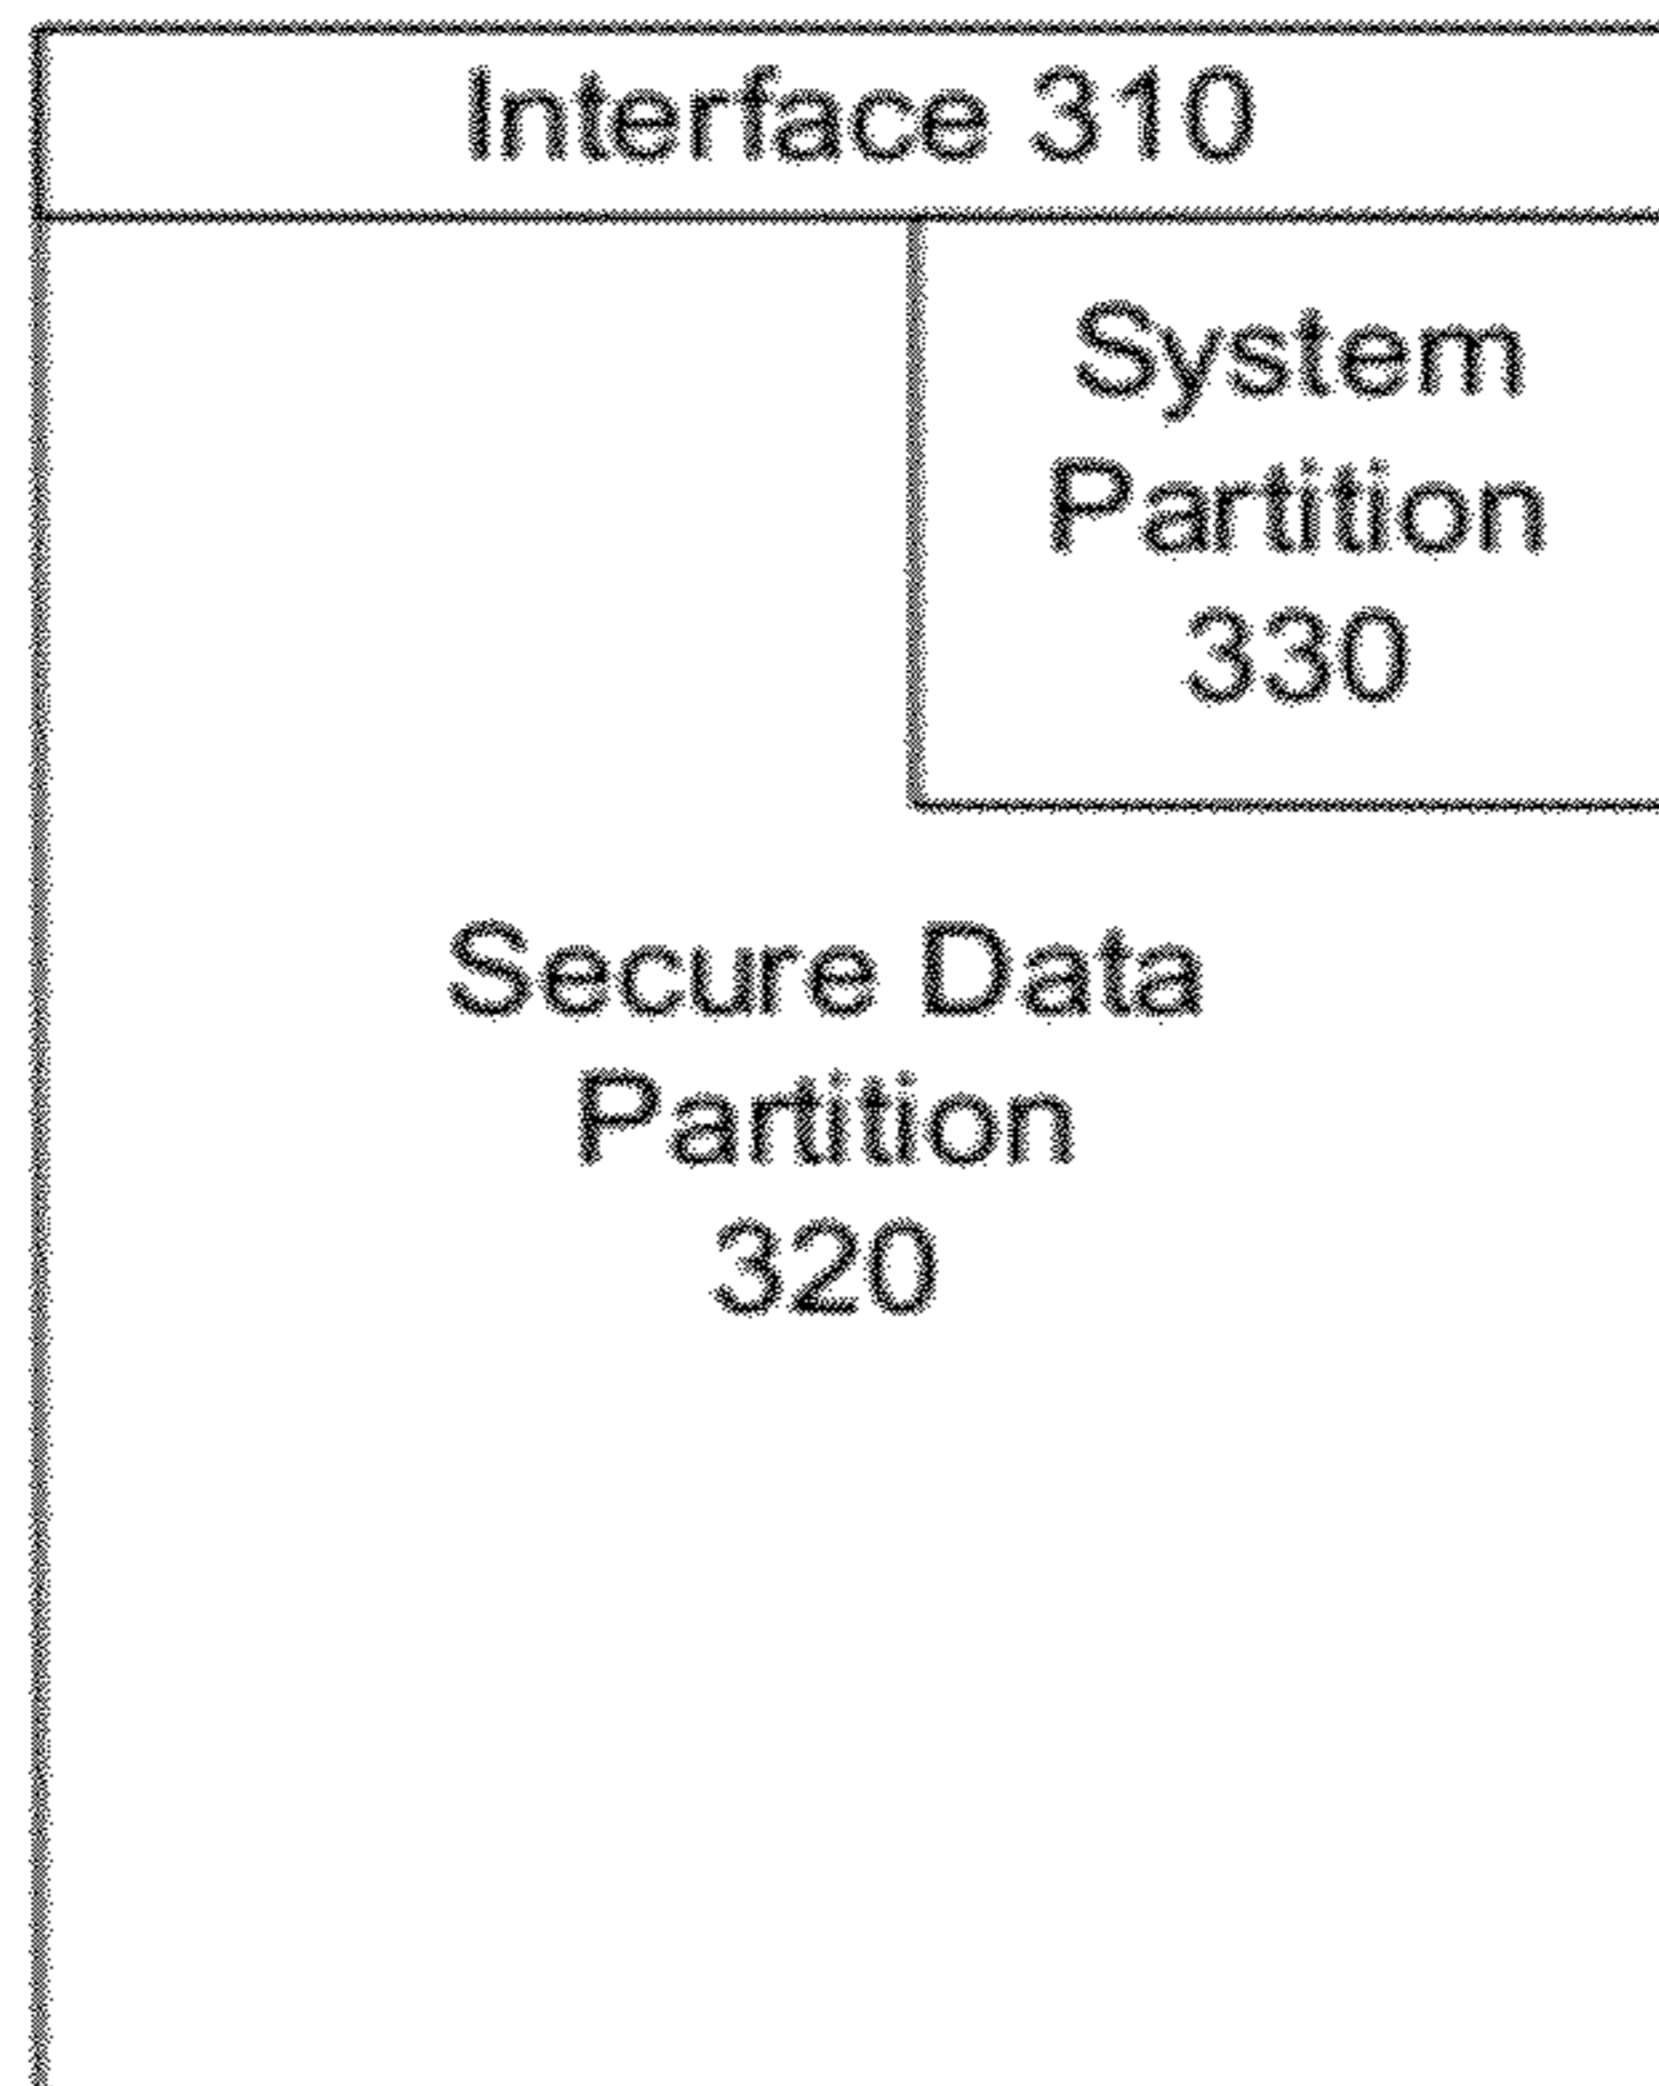 Interface 310
System
Partition
330
Secure Data
Partition
320